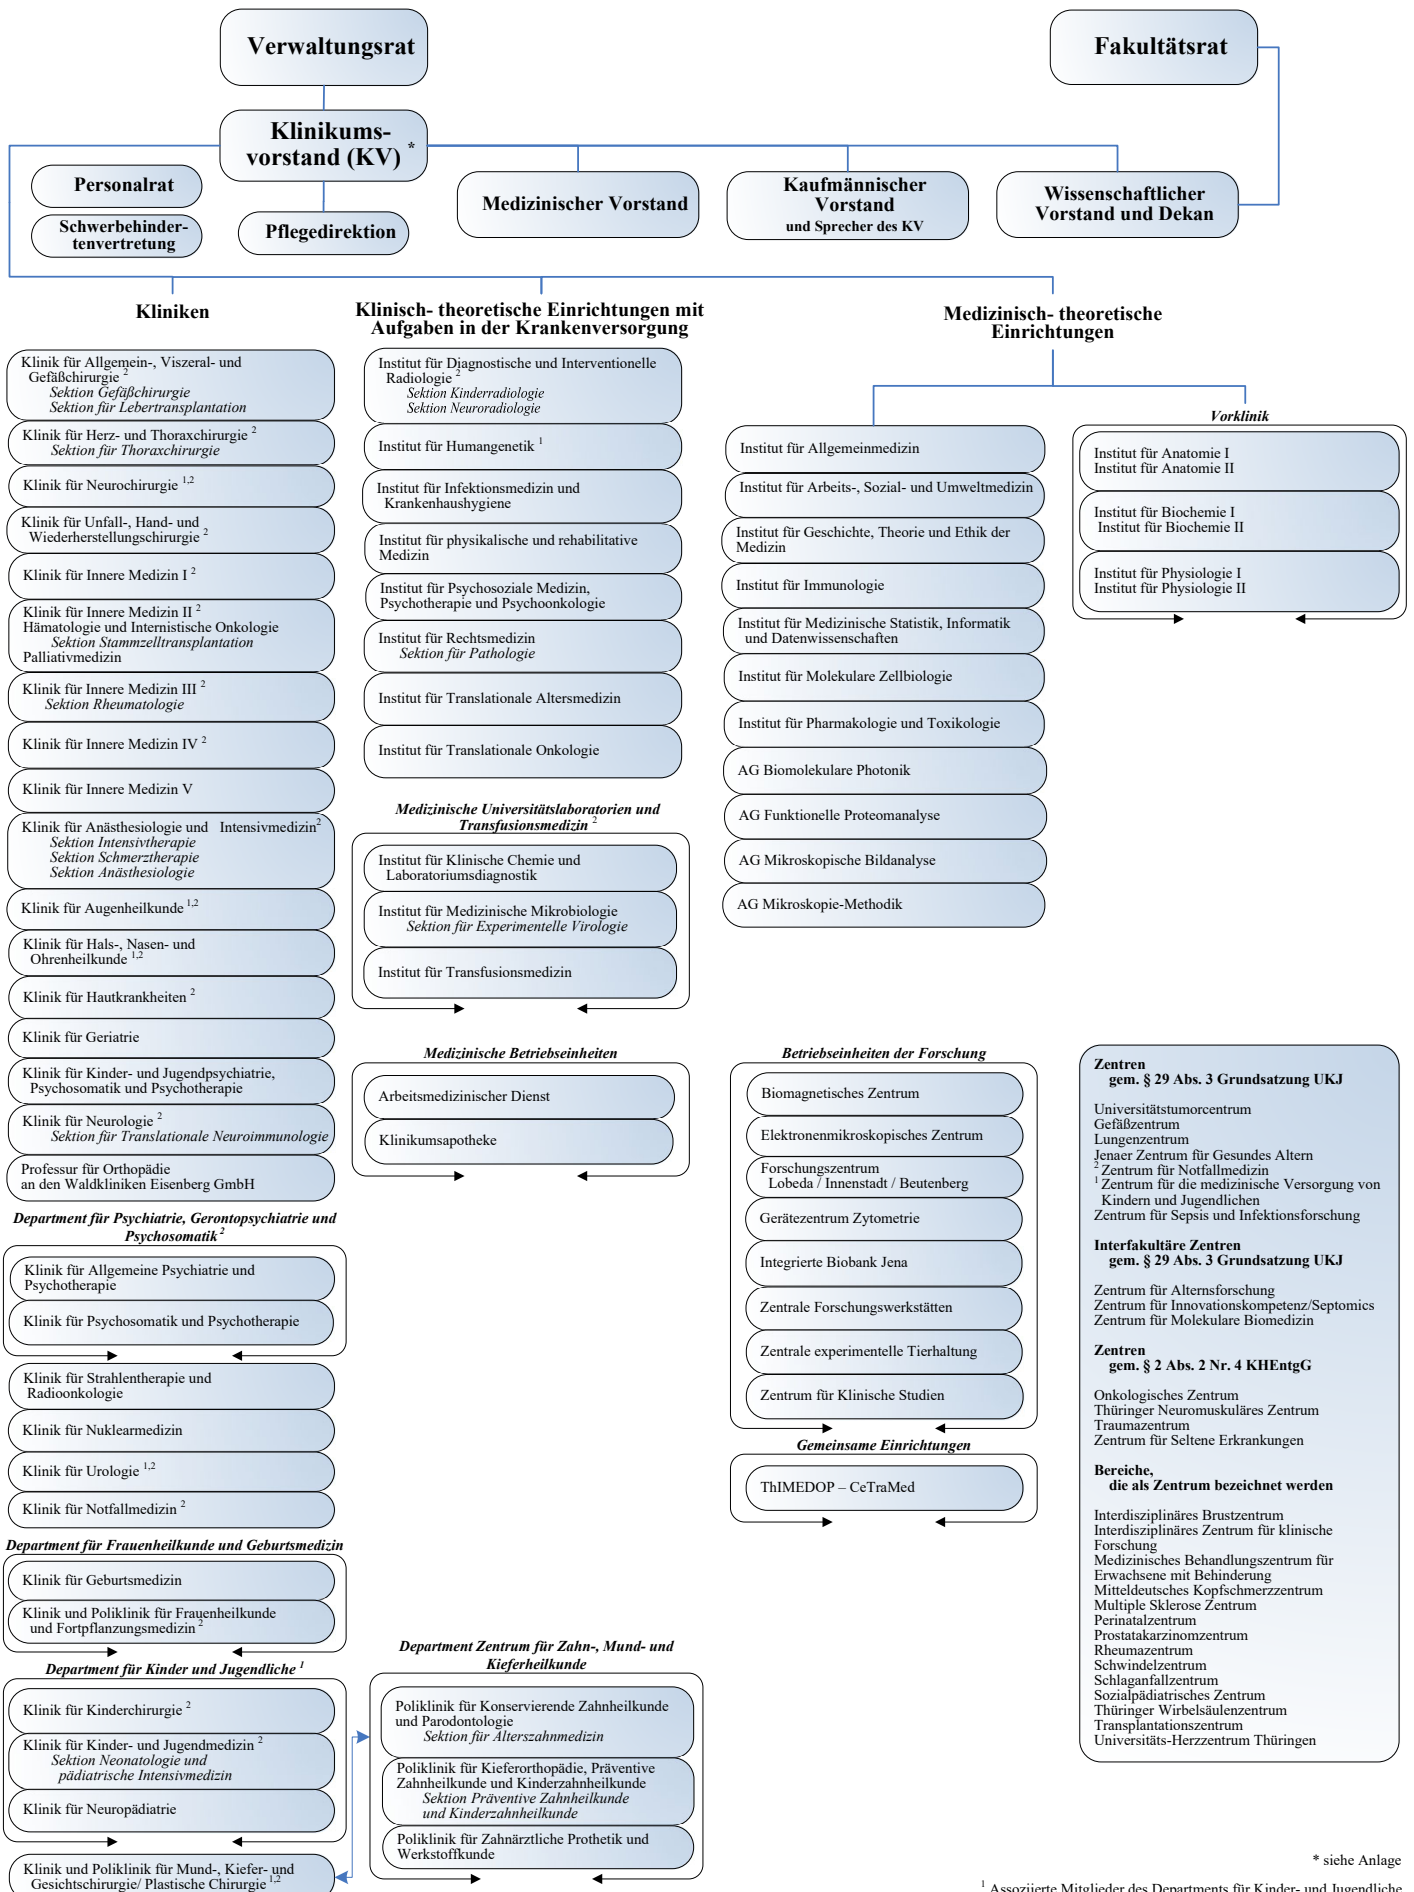 Verwaltungsrat
Fakultätsrat
Klinikums-
vorstand (KV) *
Personalrat
Schwerbehinder-
tenvertretung
Pflegedirektion
Medizinischer Vorstand
Kaufmännischer
Vorstand
und Sprecher des KV
Wissenschaftlicher
Vorstand und Dekan
Kliniken
Klinik für Allgemein-, Viszeral- und
Gefäßchirurgie 2
Sektion Gefäßchirurgie
Sektion für Lebertransplantation
Klinik für Herz- und Thoraxchirurgie 2
Sektion für Thoraxchirurgie
Klinik für Neurochirurgie 1,2
Klinik für Unfall-, Hand- und
Wiederherstellungschirurgie 2
Klinik für Innere Medizin I 2
Klinik für Innere Medizin II 2
Hämatologie und Internistische Onkologie
Sektion Stammzelltransplantation
Palliativmedizin
Klinik für Innere Medizin III 2
Sektion Rheumatologie
Klinik für Innere Medizin IV 2
Klinik für Innere Medizin V
Klinik für Anästhesiologie und Intensivmedizin2
Sektion Intensivtherapie
Sektion Schmerztherapie
Sektion Anästhesiologie
Klinik für Augenheilkunde 1,2
Klinik für Hals-, Nasen- und
Ohrenheilkunde 1,2
Klinik für Hautkrankheiten 2
Klinik für Geriatrie
Klinik für Kinder- und Jugendpsychiatrie,
Psychosomatik und Psychotherapie
Klinik für Neurologie 2
Sektion für Translationale Neuroimmunologie
Professur für Orthopädie
an den Waldkliniken Eisenberg GmbH
Department für Psychiatrie, Gerontopsychiatrie und
Psychosomatik 2
Klinik für Allgemeine Psychiatrie und
Psychotherapie
Klinik für Psychosomatik und Psychotherapie
Klinik für Strahlentherapie und
Radioonkologie
Klinik für Nuklearmedizin
Klinik für Urologie 1,2
Klinik für Notfallmedizin 2
Department für Frauenheilkunde und Geburtsmedizin
Klinik für Geburtsmedizin
Klinik und Poliklinik für Frauenheilkunde
und Fortpflanzungsmedizin 2
Department für Kinder und Jugendliche 1
Klinik für Kinderchirurgie 2
Klinik für Kinder- und Jugendmedizin 2
Sektion Neonatologie und
pädiatrische Intensivmedizin
Klinik für Neuropädiatrie
Klinik und Poliklinik für Mund-, Kiefer- und
Gesichtschirurgie/ Plastische Chirurgie 1,2
Klinisch- theoretische Einrichtungen mit
Aufgaben in der Krankenversorgung
Institut für Diagnostische und Interventionelle
Radiologie 2
Sektion Kinderradiologie
Sektion Neuroradiologie
Institut für Humangenetik 1
Institut für Infektionsmedizin und
Krankenhaushygiene
Institut für physikalische und rehabilitative
Medizin
Institut für Psychosoziale Medizin,
Psychotherapie und Psychoonkologie
Institut für Rechtsmedizin
Sektion für Pathologie
Institut für Translationale Altersmedizin
Institut für Translationale Onkologie
Medizinische Universitätslaboratorien und
Transfusionsmedizin 2
Institut für Klinische Chemie und
Laboratoriumsdiagnostik
Institut für Medizinische Mikrobiologie
Sektion für Experimentelle Virologie
Institut für Transfusionsmedizin
Medizinische Betriebseinheiten
Arbeitsmedizinischer Dienst
Klinikumsapotheke
Department Zentrum für Zahn-, Mund- und
Kieferheilkunde
Poliklinik für Konservierende Zahnheilkunde
und Parodontologie
Sektion für Alterszahnmedizin
Poliklinik für Kieferorthopädie, Präventive
Zahnheilkunde und Kinderzahnheilkunde
Sektion Präventive Zahnheilkunde
und Kinderzahnheilkunde
Poliklinik für Zahnärztliche Prothetik und
Werkstoffkunde
Medizinisch- theoretische
Einrichtungen
Institut für Allgemeinmedizin
Institut für Arbeits-, Sozial- und Umweltmedizin
Institut für Geschichte, Theorie und Ethik der
Medizin
Institut für Immunologie
Institut für Medizinische Statistik, Informatik
und Datenwissenschaften
Institut für Molekulare Zellbiologie
Institut für Pharmakologie und Toxikologie
AG Biomolekulare Photonik
AG Funktionelle Proteomanalyse
AG Mikroskopische Bildanalyse
AG Mikroskopie-Methodik
Vorklinik
Institut für Anatomie I
Institut für Anatomie II
Institut für Biochemie I
Institut für Biochemie II
Institut für Physiologie I
Institut für Physiologie II
Betriebseinheiten der Forschung
Biomagnetisches Zentrum
Elektronenmikroskopisches Zentrum
Forschungszentrum
Lobeda / Innenstadt / Beutenberg
Gerätezentrum Zytometrie
Integrierte Biobank Jena
Zentrale Forschungswerkstätten
Zentrale experimentelle Tierhaltung
Zentrum für Klinische Studien
Gemeinsame Einrichtungen
ThIMEDOP – CeTraMed
Zentren
gem. § 29 Abs. 3 Grundsatzung UKJ
Universitätstumorcentrum
Gefäßzentrum
Lungenzentrum
Jenaer Zentrum für Gesundes Altern
2 Zentrum für Notfallmedizin
1 Zentrum für die medizinische Versorgung von
Kindern und Jugendlichen
Zentrum für Sepsis und Infektionsforschung
Interfakultäre Zentren
gem. § 29 Abs. 3 Grundsatzung UKJ
Zentrum für Alternsforschung
Zentrum für Innovationskompetenz/Septomics
Zentrum für Molekulare Biomedizin
Zentren
gem. § 2 Abs. 2 Nr. 4 KHEntgG
Onkologisches Zentrum
Thüringer Neuromuskuläres Zentrum
Traumazentrum
Zentrum für Seltene Erkrankungen
Bereiche,
die als Zentrum bezeichnet werden
Interdisziplinäres Brustzentrum
Interdisziplinäres Zentrum für klinische
Forschung
Medizinisches Behandlungszentrum für
Erwachsene mit Behinderung
Mitteldeutsches Kopfschmerzzentrum
Multiple Sklerose Zentrum
Perinatalzentrum
Prostatakarzinomzentrum
Rheumazentrum
Schwindelzentrum
Schlaganfallzentrum
Sozialpädiatrisches Zentrum
Thüringer Wirbelsäulenzentrum
Transplantationszentrum
Universitäts-Herzzentrum Thüringen
* siehe Anlage
1 Assoziierte Mitglieder des Departments für Kinder- und Jugendliche